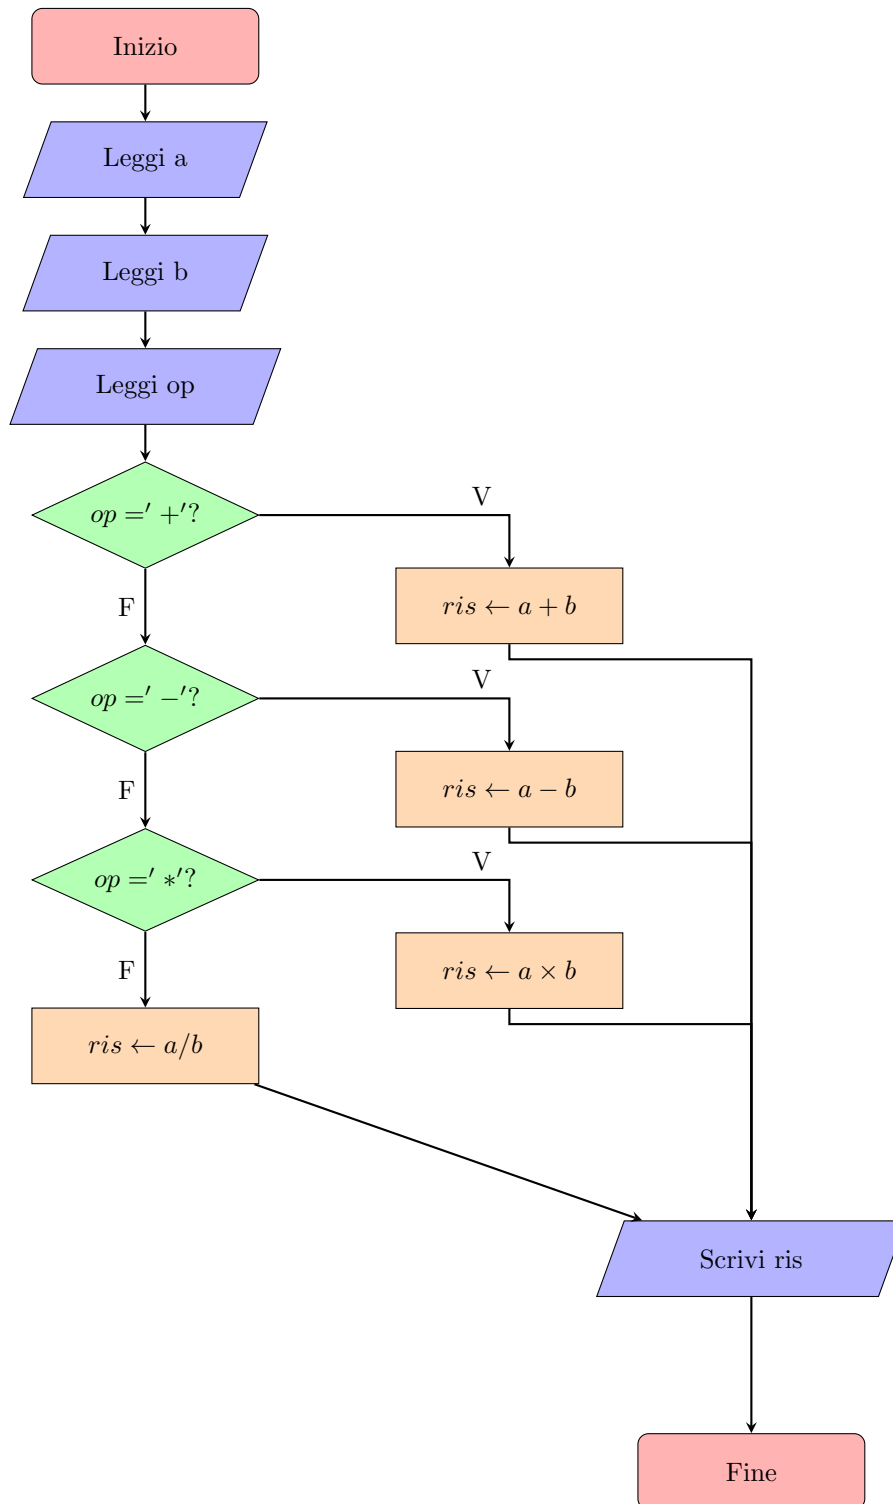 Inizio
Leggi a
Leggi b
Leggi op
op =′ +′?
V
F
ris ← a + b
op =′ −′?
V
F
ris ← a − b
op =′ ∗′?
V
F
ris ← a × b
ris ← a/b
Scrivi ris
Fine